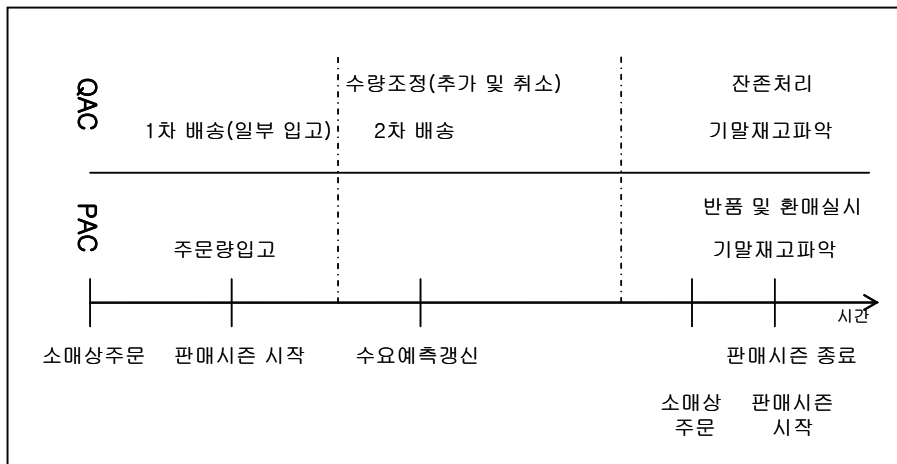 QAC
수량조정(추가 및 취소)
잔존처리
1차 배송(일부 입고)
2차 배송
기말재고파악
PAC
반품 및 환매실시
주문량입고
기말재고파악
시간
소매상주문
판매시즌 시작
수요예측갱신
판매시즌 종료
소매상
주문
판매시즌
시작